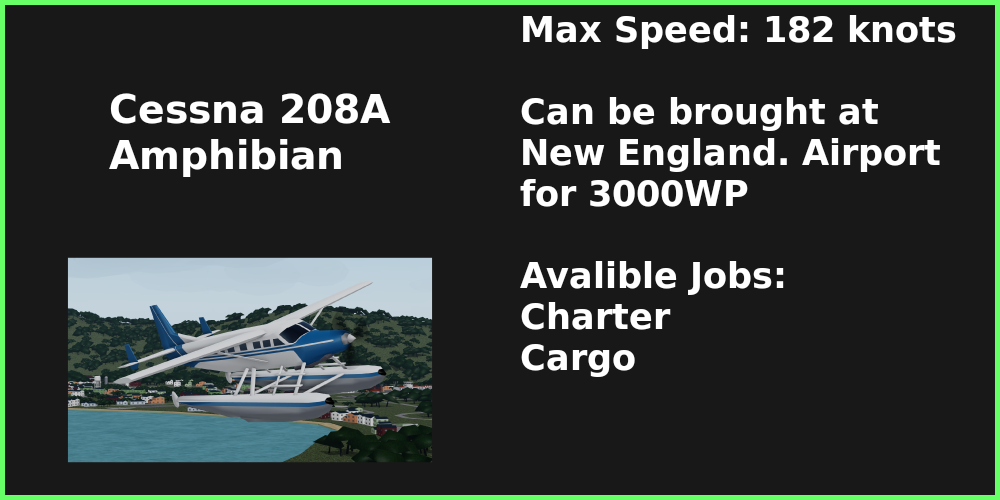 Cessna 208A
Amphibian
Max Speed: 182 knots
Can be brought at
New England. Airport
for 3000WP
Avalible Jobs:
Charter
Cargo